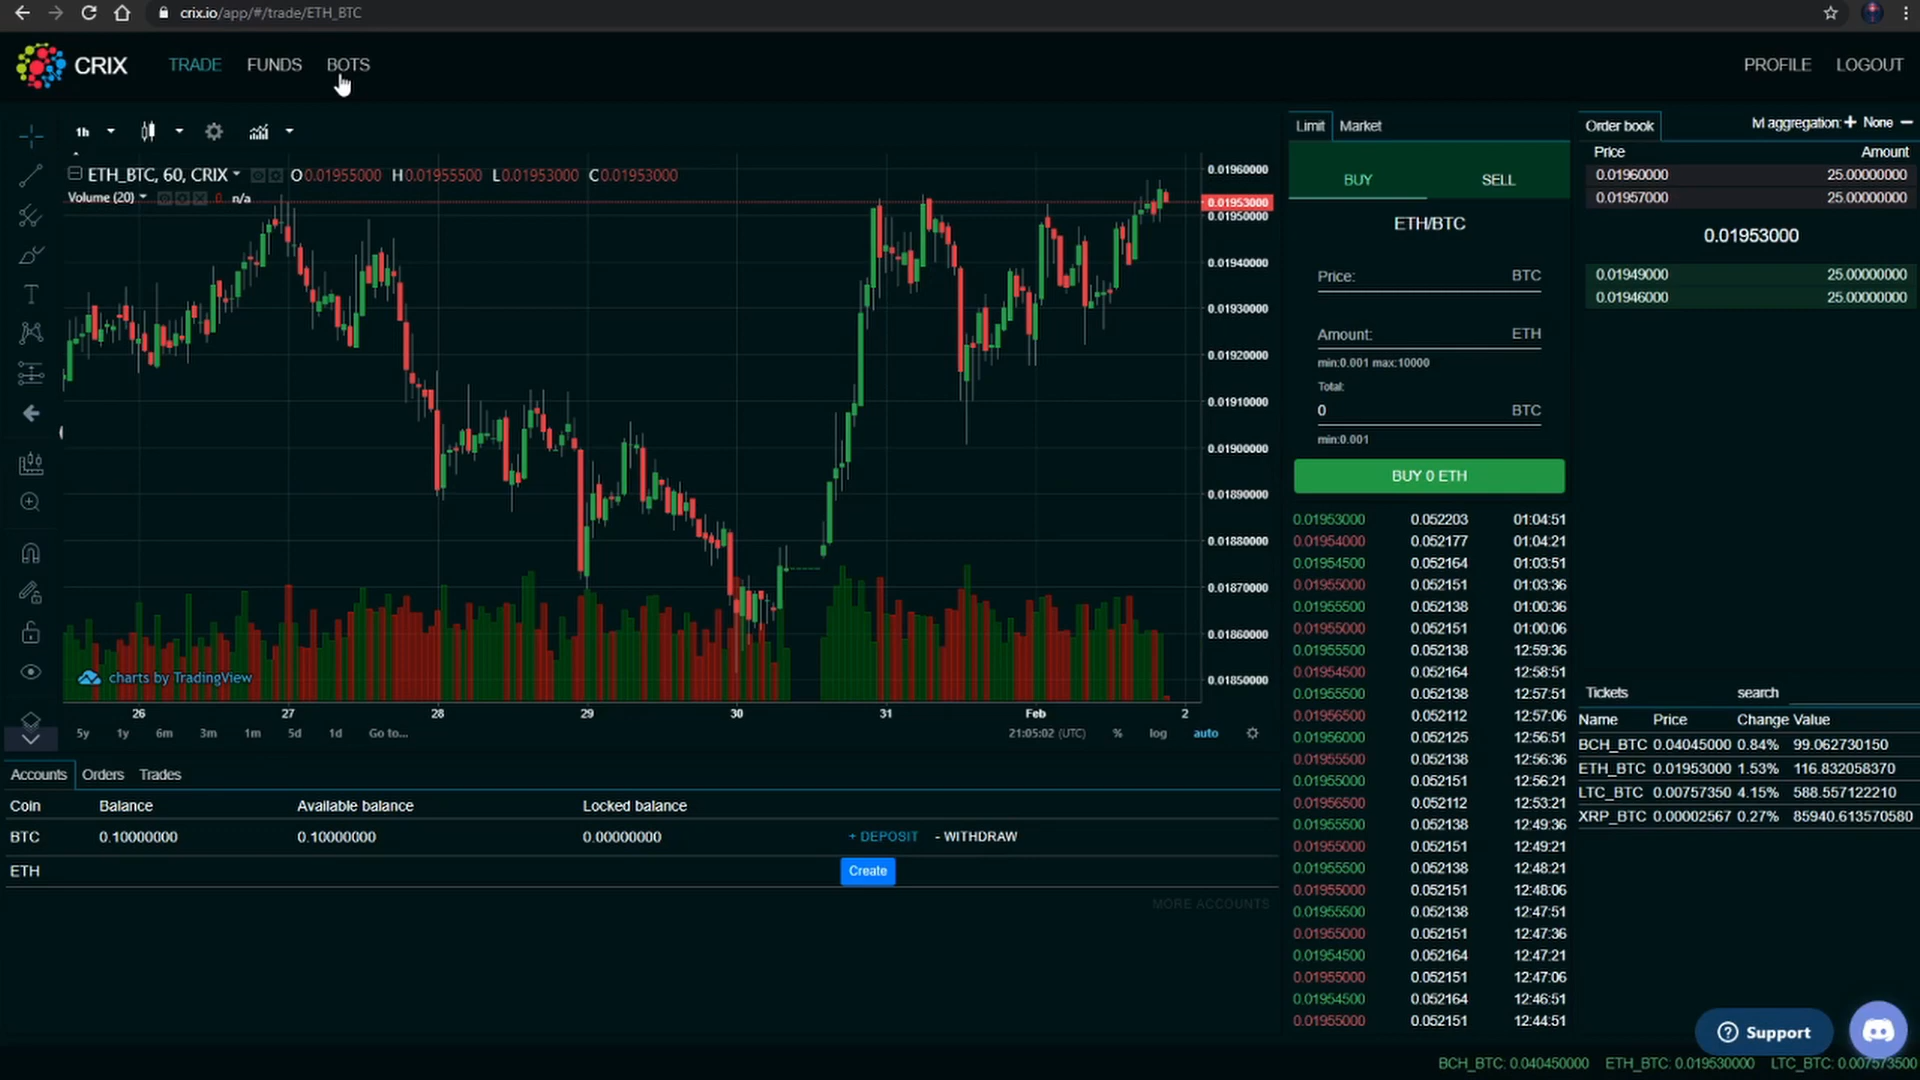 crix.io/app/#/trade/ETH_BTC
CRIX TRADE FUNDS BOTS PROFILE LOGOUT
1h
ETH_BTC, 60, CRIX O0.01955000 H0.01955500 L0.01953000 C0.01953000
Volume (20) 0 n/a
0.01960000
0.01953000
0.01950000
0.01940000
0.01930000
0.01920000
0.01910000
0.01900000
0.01890000
0.01880000
0.01870000
0.01860000
0.01850000
charts by TradingView
26 27 28 29 30 31 Feb 2
5y 1y 6m 3m 1m 5d 1d Go to... 21:05:02 (UTC) % log auto
Limit Market
BUY SELL
ETH/BTC
Price: BTC
Amount: ETH
min:0.001 max:10000
Total:
0 BTC
min:0.001
BUY 0 ETH
0.01953000 0.052203 01:04:51
0.01954000 0.052177 01:04:21
0.01954500 0.052164 01:03:51
0.01955000 0.052151 01:03:36
0.01955500 0.052138 01:00:36
0.01955000 0.052151 01:00:06
0.01955500 0.052138 12:59:36
0.01954500 0.052164 12:58:51
0.01955500 0.052138 12:57:51
0.01956500 0.052112 12:57:06
0.01956000 0.052125 12:56:51
0.01955500 0.052138 12:56:36
0.01955000 0.052151 12:56:21
0.01956500 0.052112 12:53:21
0.01955500 0.052138 12:49:36
0.01955000 0.052151 12:49:21
0.01955500 0.052138 12:48:21
0.01955000 0.052151 12:48:06
0.01955500 0.052138 12:47:51
0.01955000 0.052151 12:47:36
0.01954500 0.052164 12:47:21
0.01955000 0.052151 12:47:06
0.01954500 0.052164 12:46:51
0.01955000 0.052151 12:44:51
Order book lvl aggregation: + None −
Price Amount
0.01960000 25.00000000
0.01957000 25.00000000
0.01953000
0.01949000 25.00000000
0.01946000 25.00000000
Tickets search
Name Price Change Value
BCH_BTC 0.04045000 0.84% 99.062730150
ETH_BTC 0.01953000 1.53% 116.832058370
LTC_BTC 0.00757350 4.15% 588.557122210
XRP_BTC 0.00002567 0.27% 85940.613570580
Accounts Orders Trades
Coin Balance Available balance Locked balance
BTC 0.10000000 0.10000000 0.00000000 + DEPOSIT - WITHDRAW
ETH Create
MORE ACCOUNTS
Support
BCH_BTC: 0.040450000 ETH_BTC: 0.019530000 LTC_BTC: 0.007573500